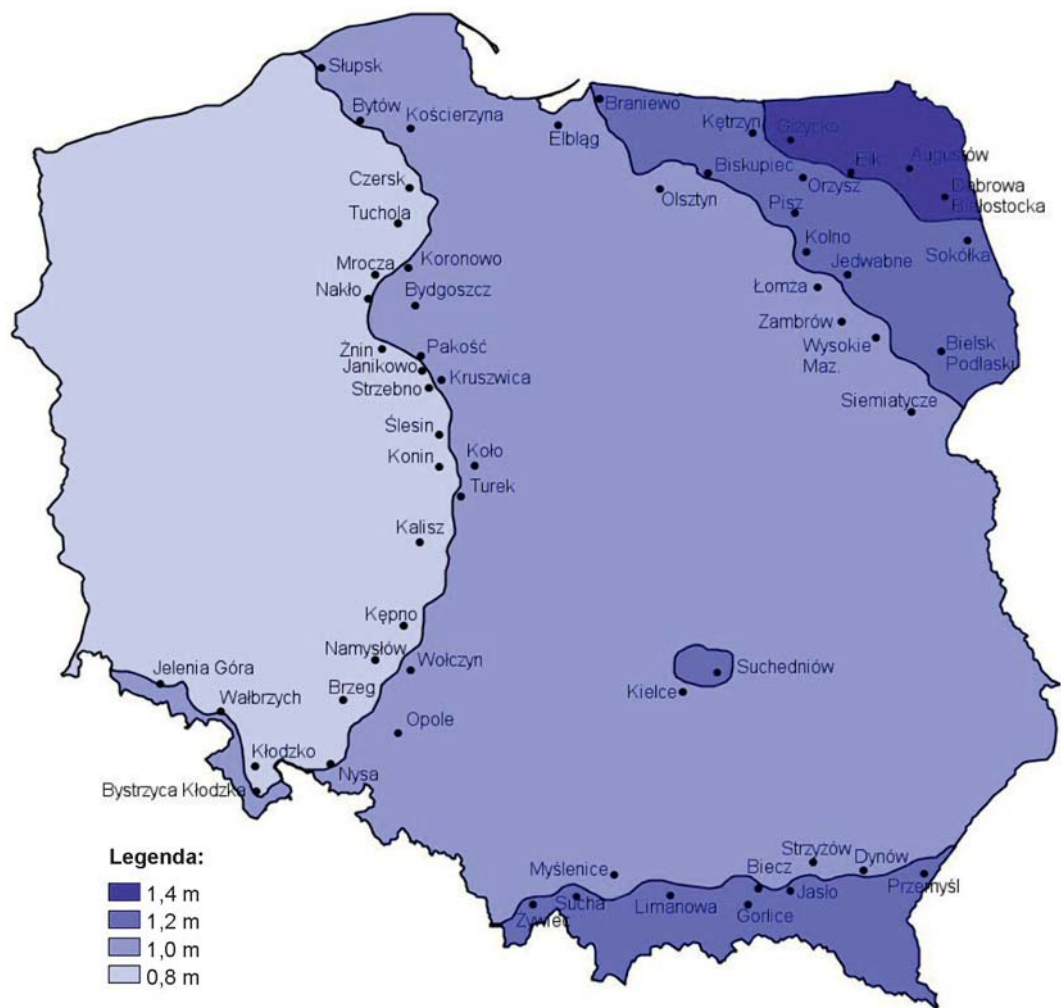 Słupsk
Bytów
Kościerzyna
Braniewo
Elbląg
Kętrzyn
Giżycko
Biskupiec
Ełk
Augustów
Czersk
Olsztyn
Orzysz
Dąbrowa
Białostocka
Tuchola
Pisz
Kolno
Sokółka
Mrocza
Koronowo
Jedwabne
Nakło
Bydgoszcz
Łomża
Zambrów
Żnin
Pakość
Wysokie
Maz.
Bielsk
Podlaski
Janikowo
Kruszwica
Strzebno
Siemiatycze
Ślesin
Konin
Koło
Turek
Kalisz
Kępno
Namysłów
Wołczyn
Jelenia Góra
Suchedniów
Wałbrzych
Brzeg
Kielce
Opole
Kłodzko
Nysa
Bystrzyca Kłodzka
Legenda:
1,4 m
1,2 m
1,0 m
0,8 m
Myślenice
Strzyżów
Biecz
Dynów
Przemyśl
Żywiec
Sucha
Limanowa
Gorlice
Jasło